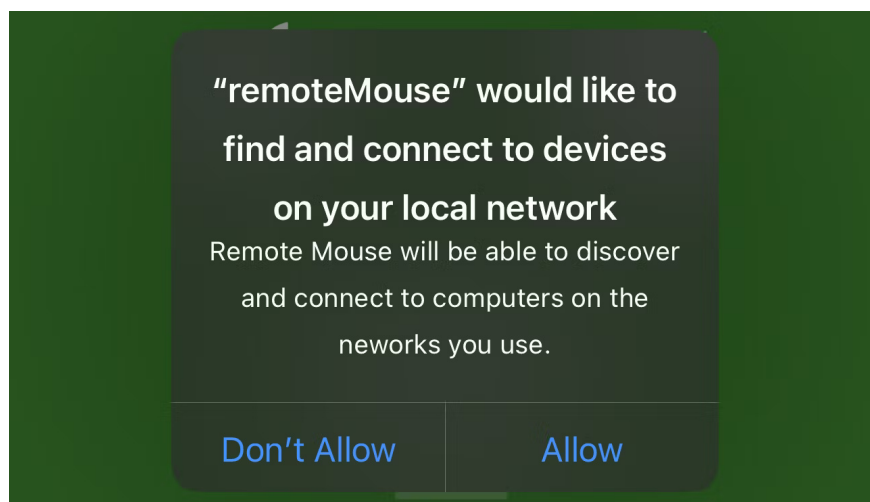 “remoteMouse” would like to
find and connect to devices
on your local network
Remote Mouse will be able to discover
and connect to computers on the
neworks you use.
Don’t Allow
Allow